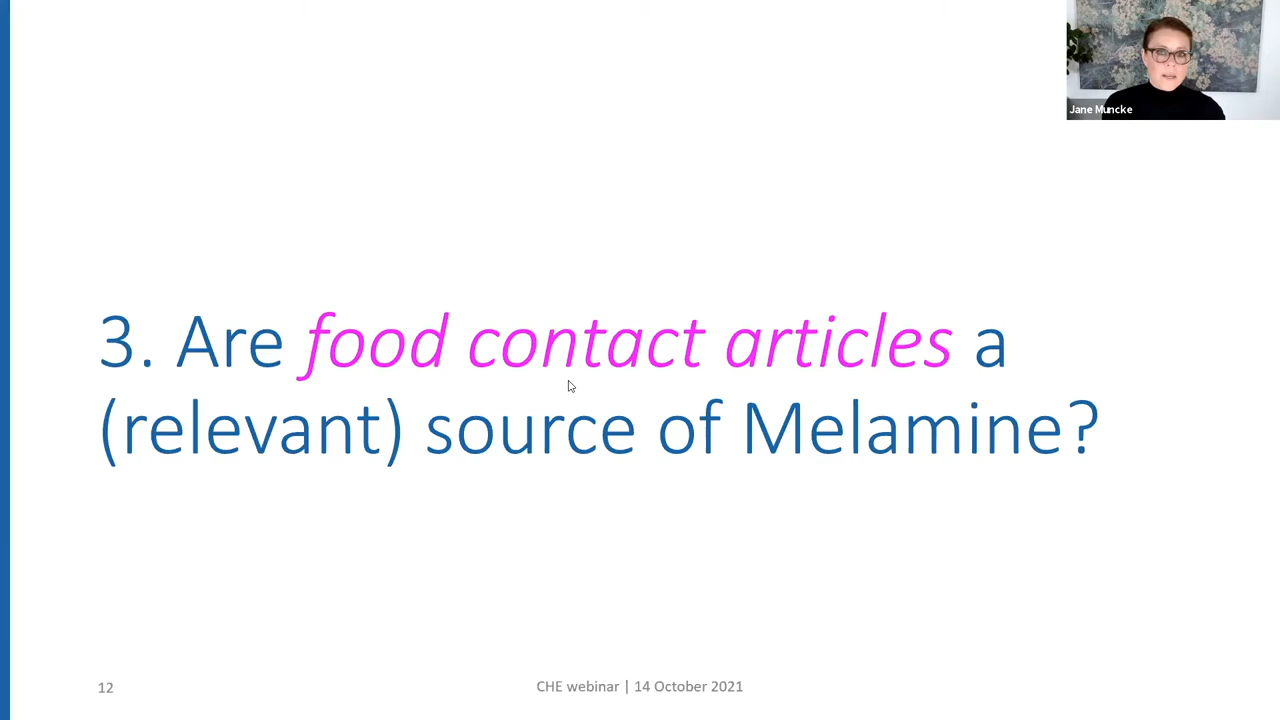 Jane Muncke
3. Are food contact articles a
(relevant) source of Melamine?
12
CHE webinar | 14 October 2021